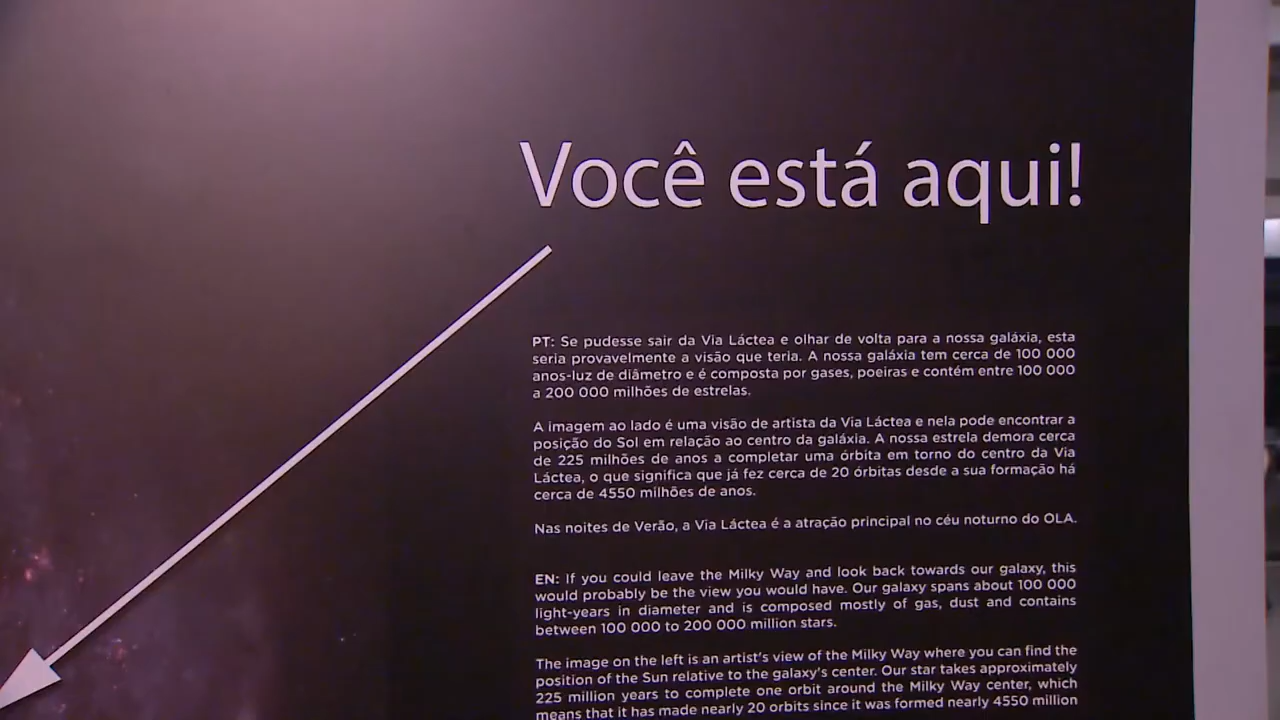 Você está aqui!
PT: Se pudesse sair da Via Láctea e olhar de volta para a nossa galáxia, esta
seria provavelmente a visão que teria. A nossa galáxia tem cerca de 100 000
anos-luz de diâmetro e é composta por gases, poeiras e contém entre 100 000
a 200 000 milhões de estrelas.
A imagem ao lado é uma visão de artista da Via Láctea e nela pode encontrar a
posição do Sol em relação ao centro da galáxia. A nossa estrela demora cerca
de 225 milhões de anos a completar uma órbita em torno do centro da Via
Láctea, o que significa que já fez cerca de 20 órbitas desde a sua formação há
cerca de 4550 milhões de anos.
Nas noites de Verão, a Via Láctea é a atração principal no céu noturno do OLA.
EN: If you could leave the Milky Way and look back towards our galaxy, this
would probably be the view you would have. Our galaxy spans about 100 000
light-years in diameter and is composed mostly of gas, dust and contains
between 100 000 to 200 000 million stars.
The image on the left is an artist's view of the Milky Way where you can find the
position of the Sun relative to the galaxy's center. Our star takes approximately
225 million years to complete one orbit around the Milky Way center, which
means that it has made nearly 20 orbits since it was formed nearly 4550 million